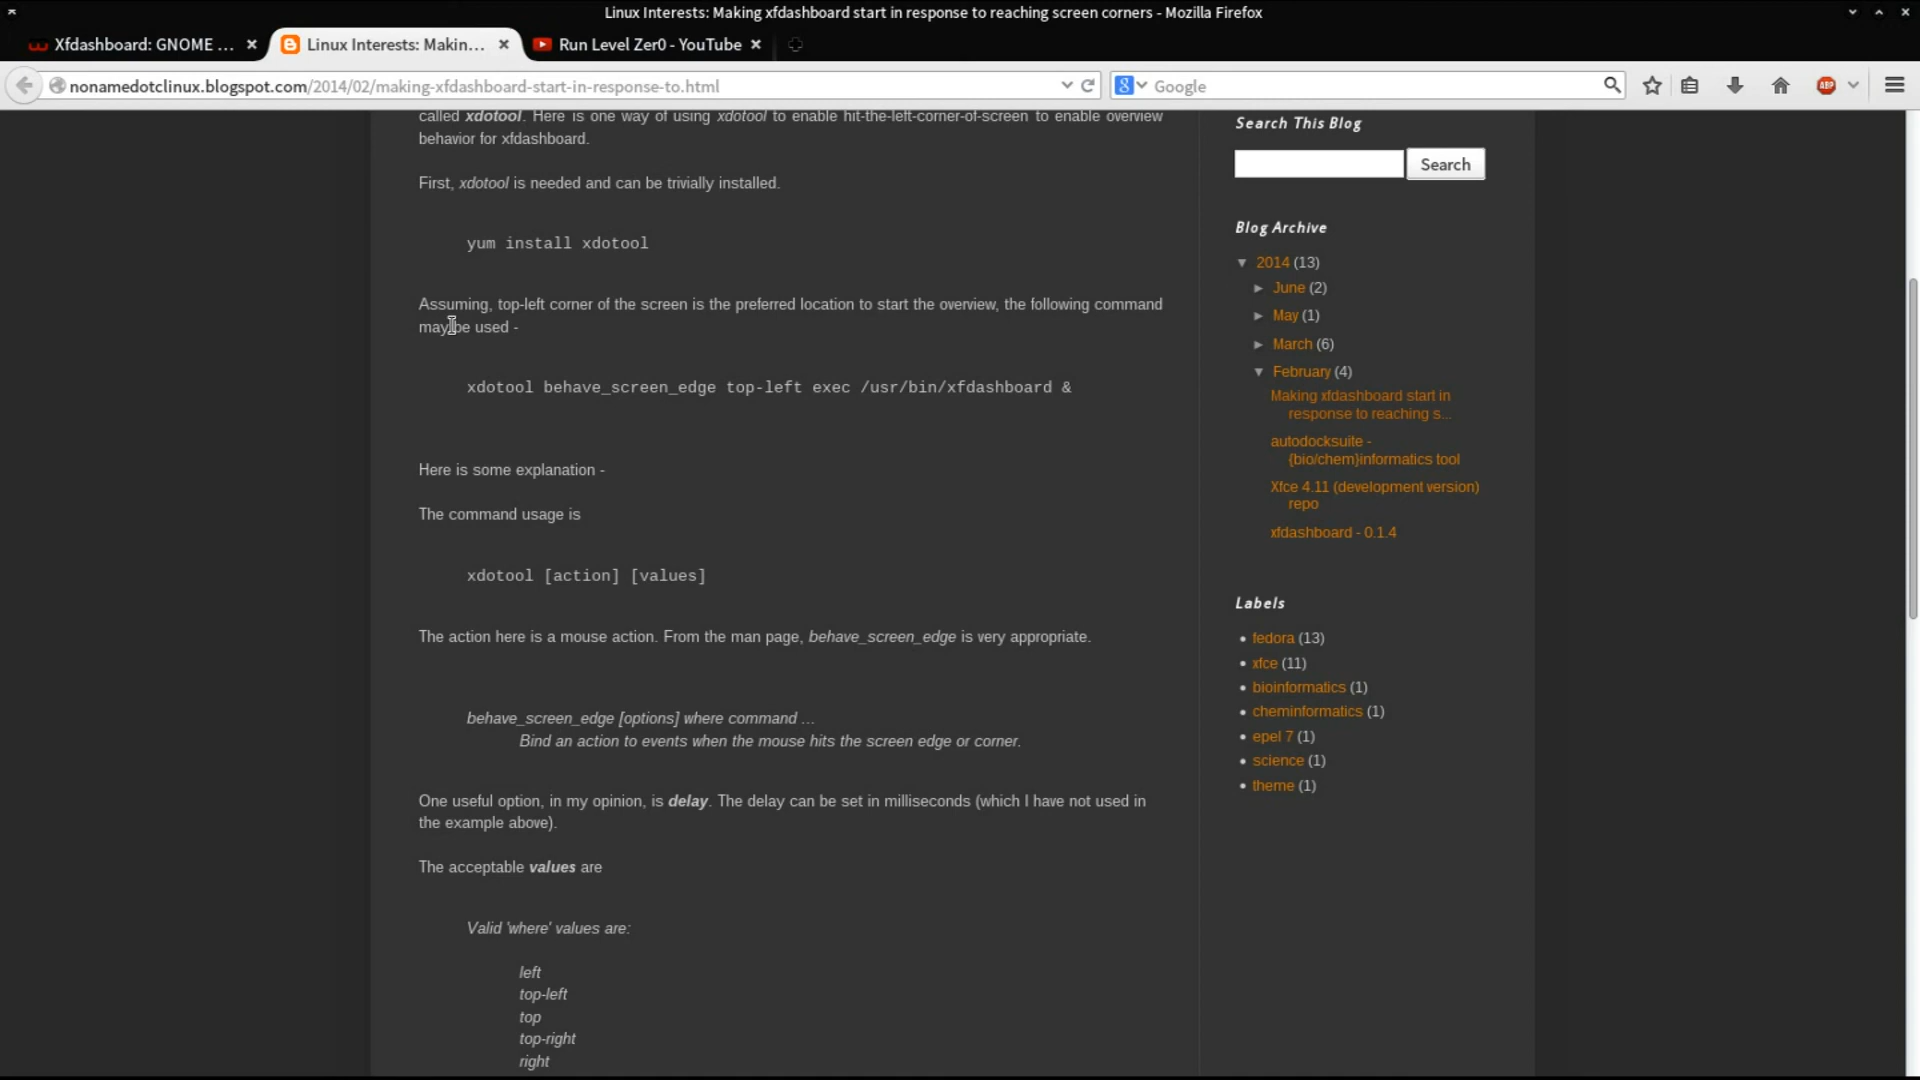 Linux Interests: Making xfdashboard start in response to reaching screen corners - Mozilla Firefox
Xfdashboard: GNOME ...
Linux Interests: Makin...
Run Level Zer0 - YouTube
nonamedotclinux.blogspot.com/2014/02/making-xfdashboard-start-in-response-to.html
Google
ABP
called xdotool. Here is one way of using xdotool to enable hit-the-left-corner-of-screen to enable overview
behavior for xfdashboard.
First, xdotool is needed and can be trivially installed.
yum install xdotool
Assuming, top-left corner of the screen is the preferred location to start the overview, the following command
may be used -
xdotool behave_screen_edge top-left exec /usr/bin/xfdashboard &
Here is some explanation -
The command usage is
xdotool [action] [values]
The action here is a mouse action. From the man page, behave_screen_edge is very appropriate.
behave_screen_edge [options] where command ...
Bind an action to events when the mouse hits the screen edge or corner.
One useful option, in my opinion, is delay. The delay can be set in milliseconds (which I have not used in
the example above).
The acceptable values are
Valid 'where' values are:
left
top-left
top
top-right
right
Search This Blog
Search
Blog Archive
▼ 2014 (13)
► June (2)
► May (1)
► March (6)
▼ February (4)
Making xfdashboard start in
response to reaching s...
autodocksuite -
{bio/chem}informatics tool
Xfce 4.11 (development version)
repo
xfdashboard - 0.1.4
Labels
• fedora (13)
• xfce (11)
• bioinformatics (1)
• cheminformatics (1)
• epel 7 (1)
• science (1)
• theme (1)